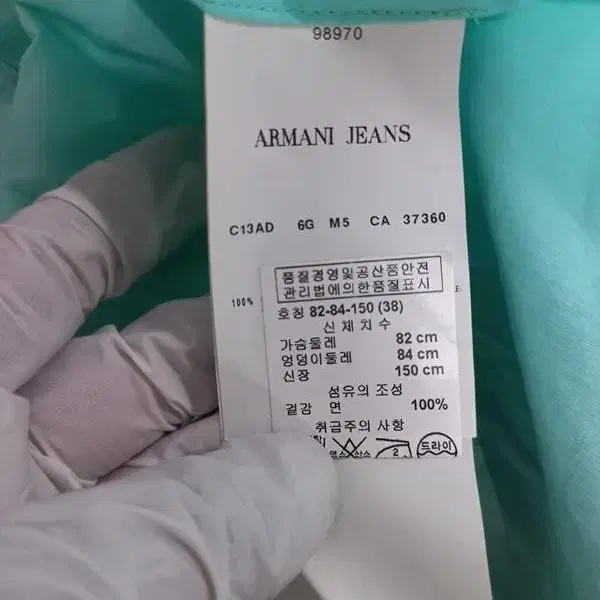 98970
ARMANI JEANS
C13AD 6G M5 CA 37360
100%
품질경영및공산품안전
관리법에의한품질표시
호칭 82-84-150 (38)
신체치수
가슴둘레 82 cm
엉덩이둘레 84 cm
신장 150 cm
섬유의 조성
겉감 면 100%
취급주의 사항
2 드라이